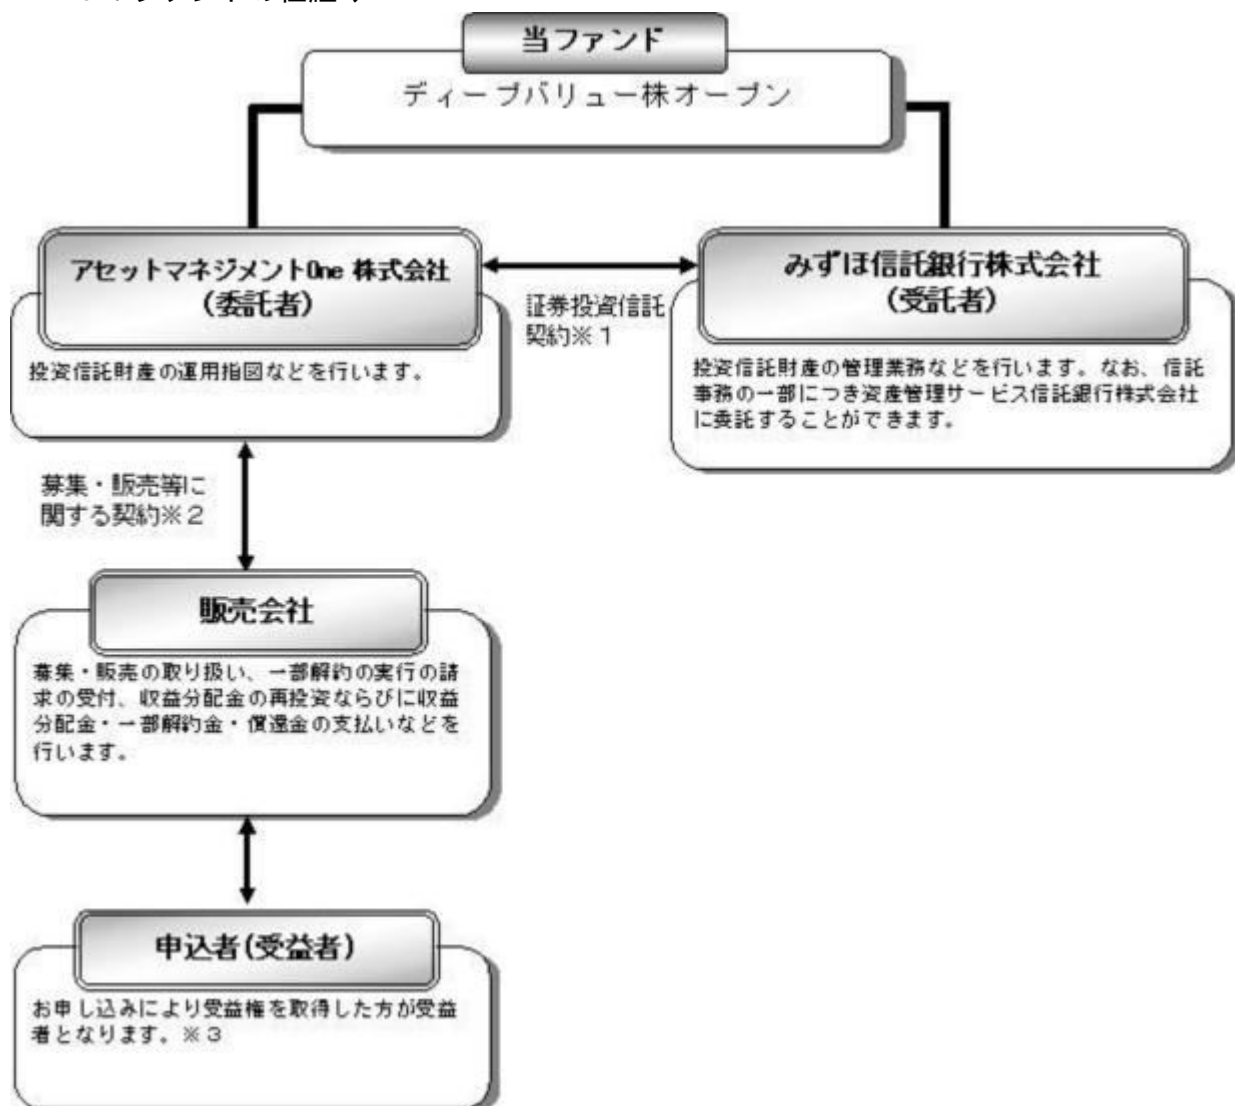 当ファンド
ディープバリュー株オープン
アセットマネジメントOne 株式会社
(委託者)
投資信託財産の運用指図などを行います。
証券投資信託
契約※1
みずほ信託銀行株式会社
(受託者)
投資信託財産の管理業務などを行います。なお、信託
事務の一部につき資産管理サービス信託銀行株式会社
に委託することができます。
募集・販売等に
関する契約※2
販売会社
募集・販売の取り扱い、一部解約の実行の請
求の受付、収益分配金の再投資ならびに収益
分配金・一部解約金・償還金の支払いなどを
行います。
申込者(受益者)
お申し込みにより受益権を取得した方が受益
者となります。※3